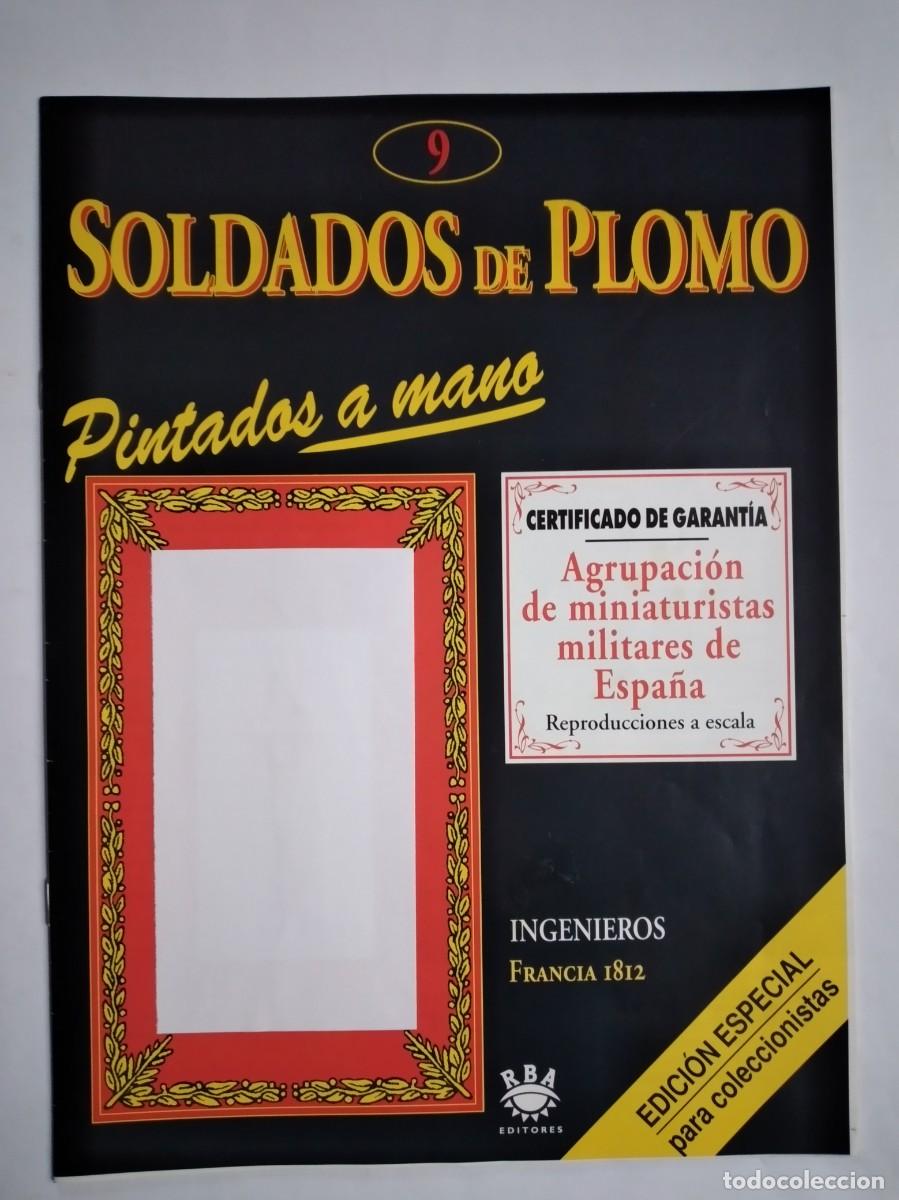 9
SOLDADOS DE PLOMO
Pintados a mano
CERTIFICADO DE GARANTÍA
Agrupación
de miniaturistas
militares de
España
Reproducciones a escala
INGENIEROS
FRANCIA 1812
EDICIÓN ESPECIAL
para coleccionistas
RBA
EDITORES
todocoleccion